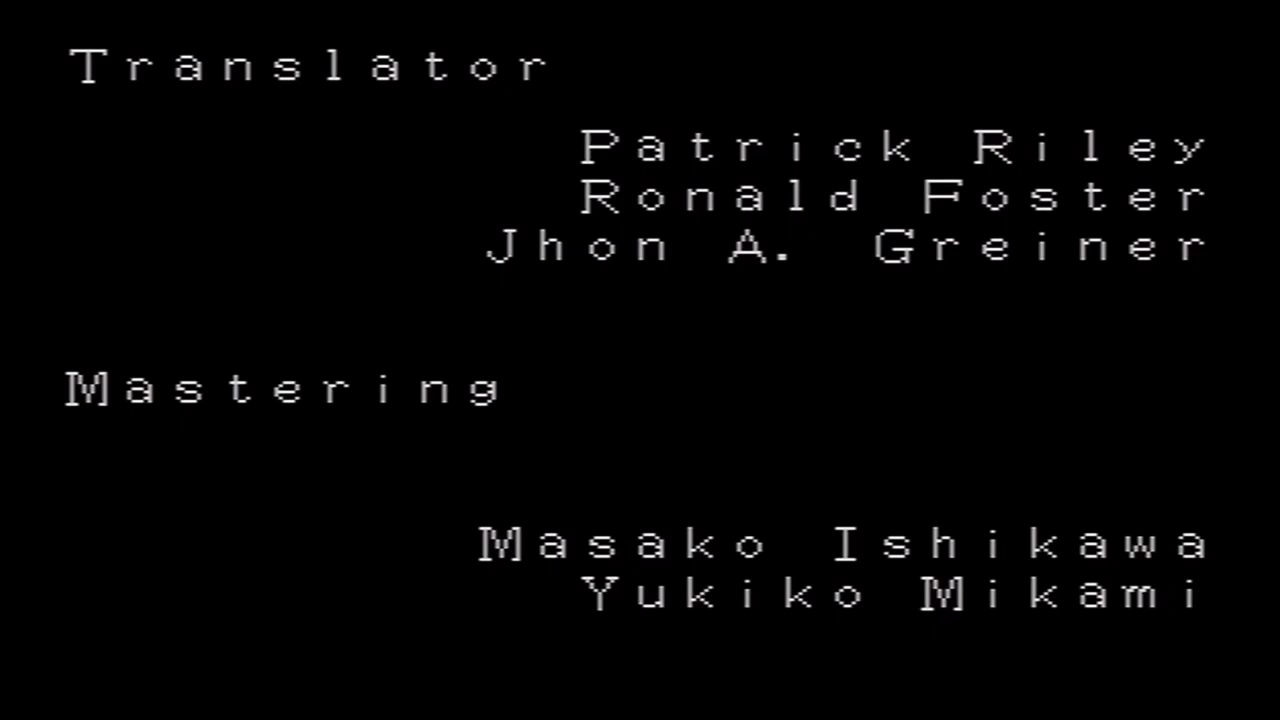 Translator
Patrick Riley
Ronald Foster
Jhon A. Greiner
Mastering
Masako Ishikawa
Yukiko Mikami